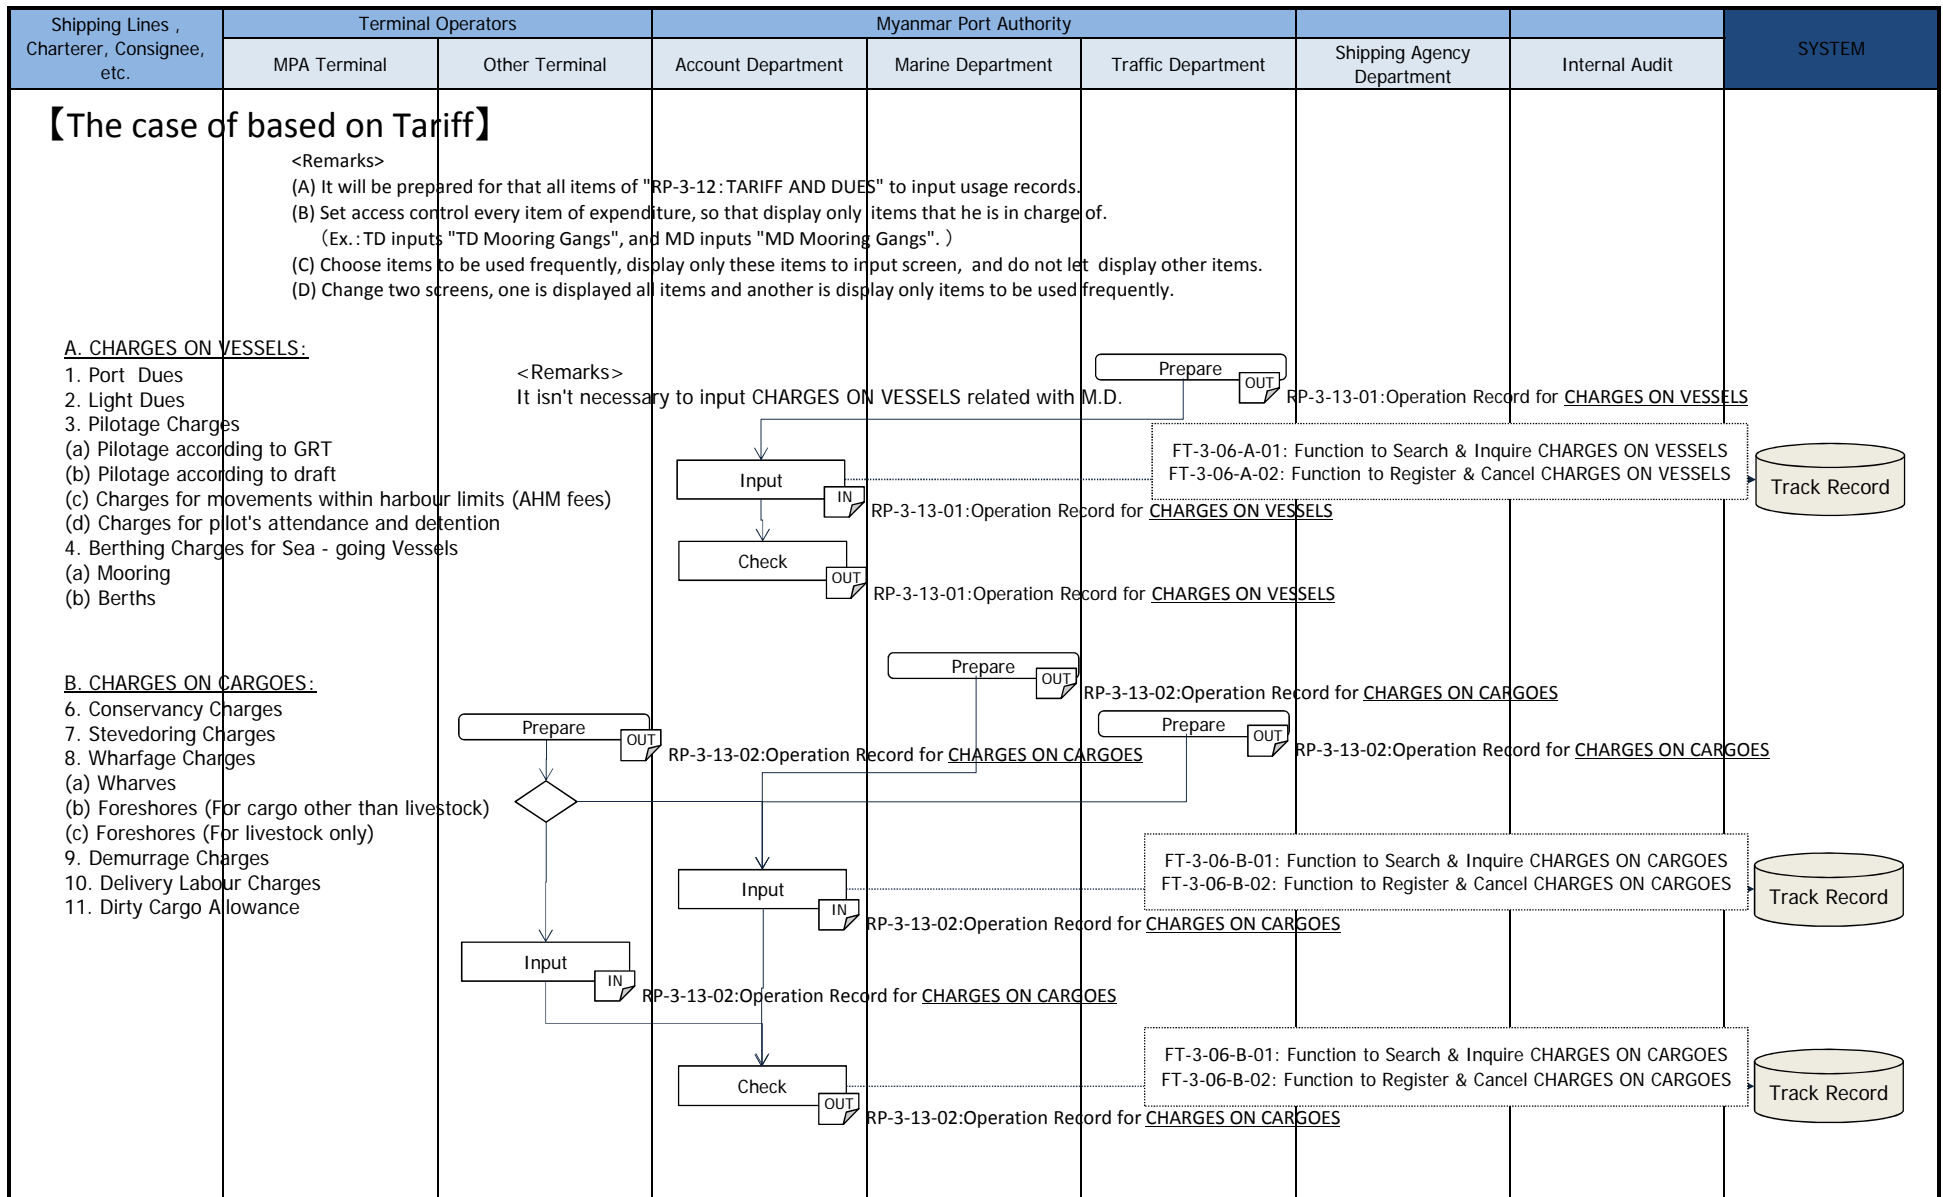 Shipping Lines ,
Charterer, Consignee,
etc.
Terminal Operators
Myanmar Port Authority
SYSTEM
MPA Terminal
Other Terminal
Account Department
Marine Department
Traffic Department
Shipping Agency
Department
Internal Audit
【The case of based on Tariff】
<Remarks>
(A) It will be prepared for that all items of "RP-3-12：TARIFF AND DUES" to input usage records.
(B) Set access control every item of expenditure, so that display only items that he is in charge of.
（Ex.：TD inputs "TD Mooring Gangs", and MD inputs "MD Mooring Gangs". ）
(C) Choose items to be used frequently, display only these items to input screen, and do not let display other items.
(D) Change two screens, one is displayed all items and another is display only items to be used frequently.
A. CHARGES ON VESSELS:
1. Port Dues
2. Light Dues
3. Pilotage Charges
(a) Pilotage according to GRT
(b) Pilotage according to draft
(c) Charges for movements within harbour limits (AHM fees)
(d) Charges for pilot's attendance and detention
4. Berthing Charges for Sea - going Vessels
(a) Mooring
(b) Berths
<Remarks>
It isn't necessary to input CHARGES ON VESSELS related with M.D.
Prepare
OUT
RP-3-13-01:Operation Record for CHARGES ON VESSELS
FT-3-06-A-01: Function to Search & Inquire CHARGES ON VESSELS
FT-3-06-A-02: Function to Register & Cancel CHARGES ON VESSELS
Track Record
Input
IN
RP-3-13-01:Operation Record for CHARGES ON VESSELS
Check
OUT
RP-3-13-01:Operation Record for CHARGES ON VESSELS
B. CHARGES ON CARGOES:
6. Conservancy Charges
7. Stevedoring Charges
8. Wharfage Charges
(a) Wharves
(b) Foreshores (For cargo other than livestock)
(c) Foreshores (For livestock only)
9. Demurrage Charges
10. Delivery Labour Charges
11. Dirty Cargo Allowance
Prepare
OUT
RP-3-13-02:Operation Record for CHARGES ON CARGOES
Prepare
OUT
RP-3-13-02:Operation Record for CHARGES ON CARGOES
Prepare
OUT
RP-3-13-02:Operation Record for CHARGES ON CARGOES
FT-3-06-B-01: Function to Search & Inquire CHARGES ON CARGOES
FT-3-06-B-02: Function to Register & Cancel CHARGES ON CARGOES
Track Record
Input
IN
RP-3-13-02:Operation Record for CHARGES ON CARGOES
Input
IN
RP-3-13-02:Operation Record for CHARGES ON CARGOES
FT-3-06-B-01: Function to Search & Inquire CHARGES ON CARGOES
FT-3-06-B-02: Function to Register & Cancel CHARGES ON CARGOES
Track Record
Check
OUT
RP-3-13-02:Operation Record for CHARGES ON CARGOES